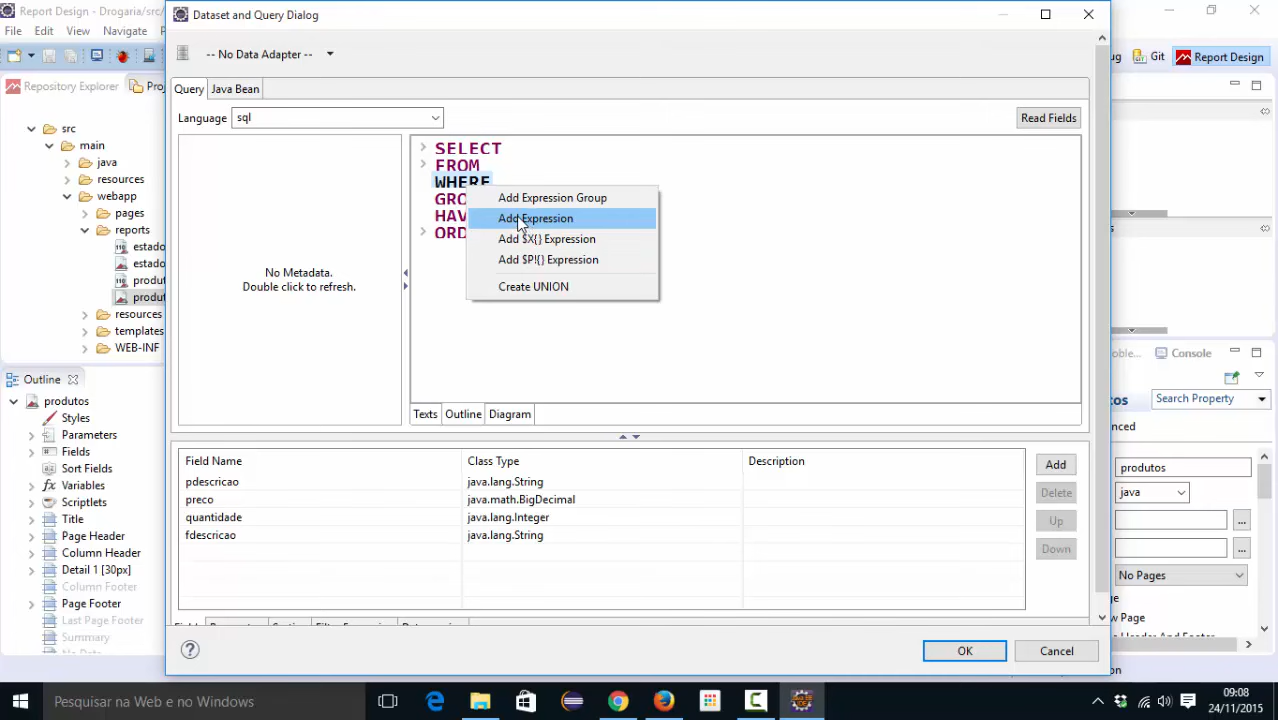 Report Design - Drogaria/src/
Dataset and Query Dialog
File Edit View Navigate
-- No Data Adapter --
Git
Report Design
Repository Explorer
Query Java Bean
Language sql Read Fields
src
main
java
resources
webapp
pages
reports
resources
templates
WEB-INF
No Metadata.
Double click to refresh.
SELECT
FROM
WHERE
GRO
HAV
ORD
Add Expression Group
Add Expression
Add $X{} Expression
Add $P!{} Expression
Create UNION
Texts Outline Diagram
Console
Search Property
Outline
produtos
Styles
Parameters
Fields
Sort Fields
Variables
Scriptlets
Title
Page Header
Column Header
Detail 1 [30px]
Column Footer
Page Footer
Last Page Footer
Summary
Field Name Class Type Description
pdescricao java.lang.String
preco java.math.BigDecimal
quantidade java.lang.Integer
fdescricao java.lang.String
Add
Delete
Up
Down
produtos
java
...
...
No Pages
OK Cancel
Pesquisar na Web e no Windows
09:08
24/11/2015